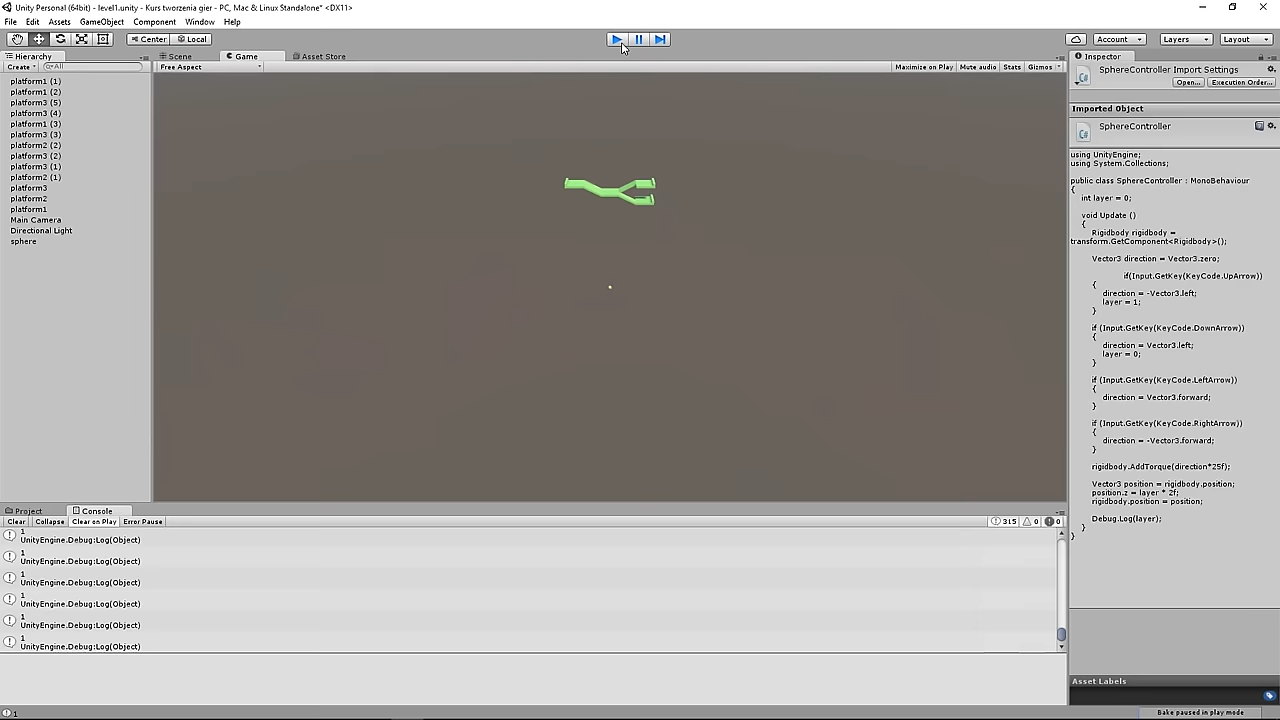 Unity Personal (64bit) - level1.unity - Kurs tworzenia gier - PC, Mac & Linux Standalone* <DX11>
File Edit Assets GameObject Component Window Help
Center Local Account Layers Layout
Hierarchy Scene Game Asset Store Inspector
Create All Free Aspect Maximize on Play Mute audio Stats Gizmos
SphereController Import Settings
Open... Execution Order...
Imported Object
SphereController
platform1 (1)
platform1 (2)
platform3 (5)
platform3 (4)
platform1 (3)
platform3 (3)
platform2 (2)
platform3 (2)
platform3 (1)
platform2 (1)
platform3
platform2
platform1
Main Camera
Directional Light
sphere
using UnityEngine;
using System.Collections;
public class SphereController : MonoBehaviour
{
int layer = 0;
void Update ()
{
Rigidbody rigidbody =
transform.GetComponent<Rigidbody>();
Vector3 direction = Vector3.zero;
if(Input.GetKey(KeyCode.UpArrow))
{
direction = -Vector3.left;
layer = 1;
}
if (Input.GetKey(KeyCode.DownArrow))
{
direction = Vector3.left;
layer = 0;
}
if (Input.GetKey(KeyCode.LeftArrow))
{
direction = Vector3.forward;
}
if (Input.GetKey(KeyCode.RightArrow))
{
direction = -Vector3.forward;
}
rigidbody.AddTorque(direction*25f);
Vector3 position = rigidbody.position;
position.z = layer * 2f;
rigidbody.position = position;
Debug.Log(layer);
}
}
Project Console
Clear Collapse Clear on Play Error Pause 315 0 0
1
UnityEngine.Debug:Log(Object)
1
UnityEngine.Debug:Log(Object)
1
UnityEngine.Debug:Log(Object)
1
UnityEngine.Debug:Log(Object)
1
UnityEngine.Debug:Log(Object)
1
UnityEngine.Debug:Log(Object)
Asset Labels
1
Bake paused in play mode